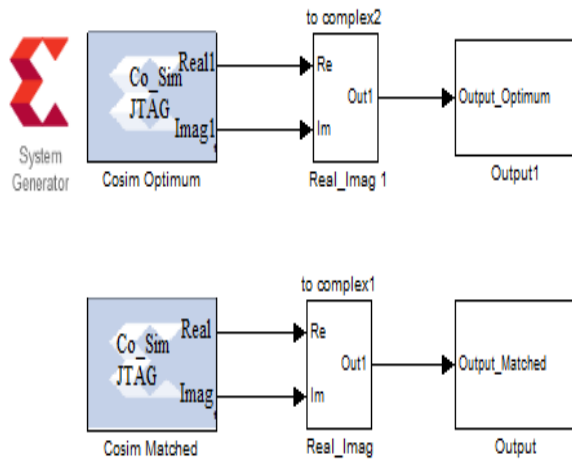 to complex2
Real1
Co_Sim
JTAG
Imag1
Re
Im
Out1
Output_Optimum
System
Generator
Cosim Optimum
Real_Imag 1
Output1
to complex1
Real
Co_Sim
JTAG
Imag
Re
Im
Out1
Output_Matched
Cosim Matched
Real_Imag
Output